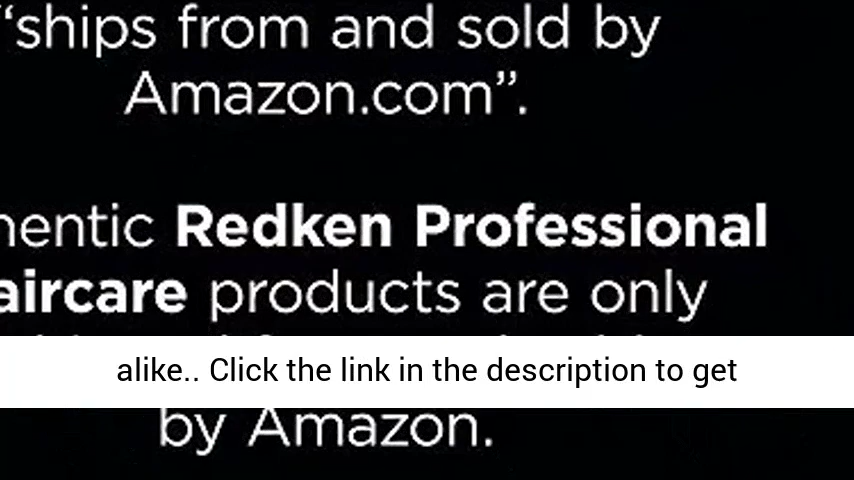 “ships from and sold by
Amazon.com”.
hentic Redken Professional
aircare products are only
alike.. Click the link in the description to get
by Amazon.